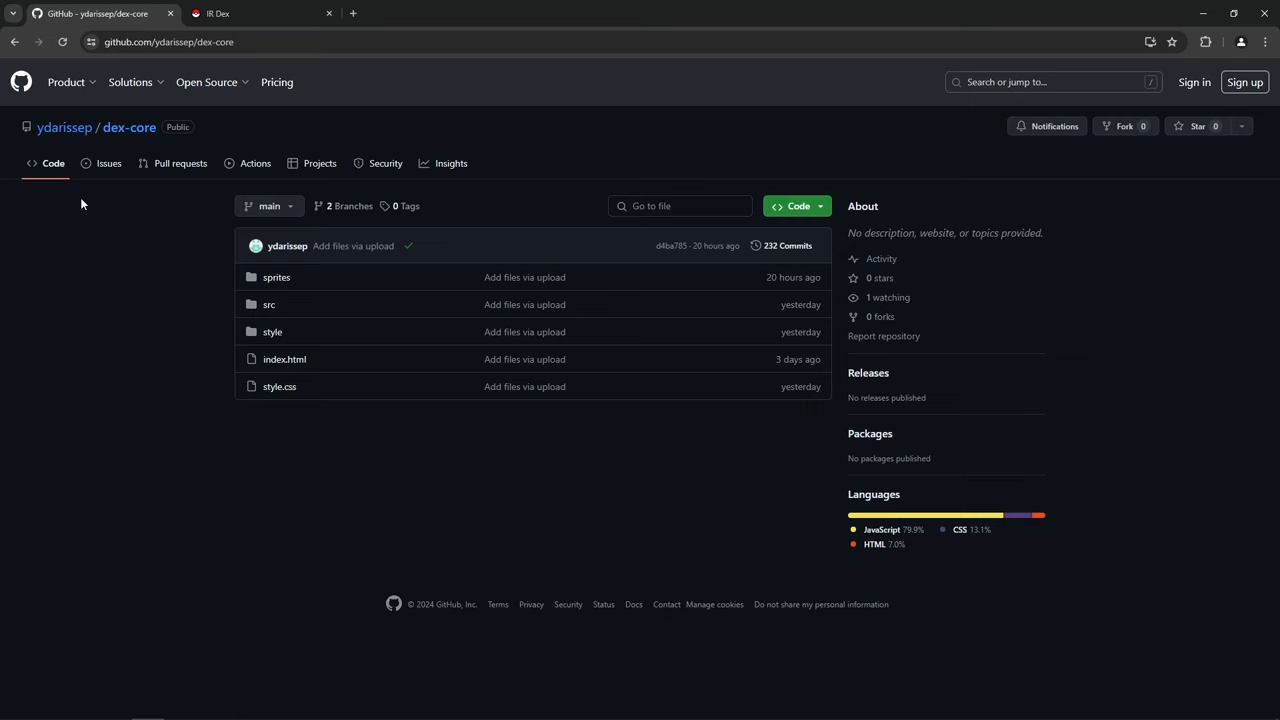 GitHub - ydarissep/dex-core
IR Dex
github.com/ydarissep/dex-core
Product Solutions Open Source Pricing
Search or jump to... /
Sign in Sign up
ydarissep / dex-core Public
Notifications Fork 0 Star 0
Code Issues Pull requests Actions Projects Security Insights
main 2 Branches 0 Tags Go to file Code
ydarissep Add files via upload d4ba785 · 20 hours ago 232 Commits
sprites Add files via upload 20 hours ago
src Add files via upload yesterday
style Add files via upload yesterday
index.html Add files via upload 3 days ago
style.css Add files via upload yesterday
About
No description, website, or topics provided.
Activity
0 stars
1 watching
0 forks
Report repository
Releases
No releases published
Packages
No packages published
Languages
JavaScript 79.9% CSS 13.1%
HTML 7.0%
© 2024 GitHub, Inc. Terms Privacy Security Status Docs Contact Manage cookies Do not share my personal information